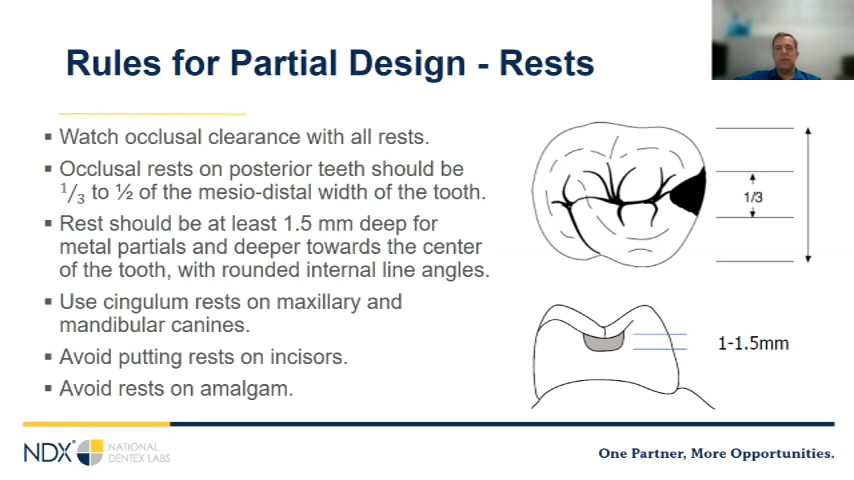 Rules for Partial Design - Rests
▪ Watch occlusal clearance with all rests.
▪ Occlusal rests on posterior teeth should be
1/3 to ½ of the mesio-distal width of the tooth.
▪ Rest should be at least 1.5 mm deep for
metal partials and deeper towards the center
of the tooth, with rounded internal line angles.
▪ Use cingulum rests on maxillary and
mandibular canines.
▪ Avoid putting rests on incisors.
▪ Avoid rests on amalgam.
1/3
1-1.5mm
NDX
NATIONAL
DENTEX LABS
One Partner, More Opportunities.